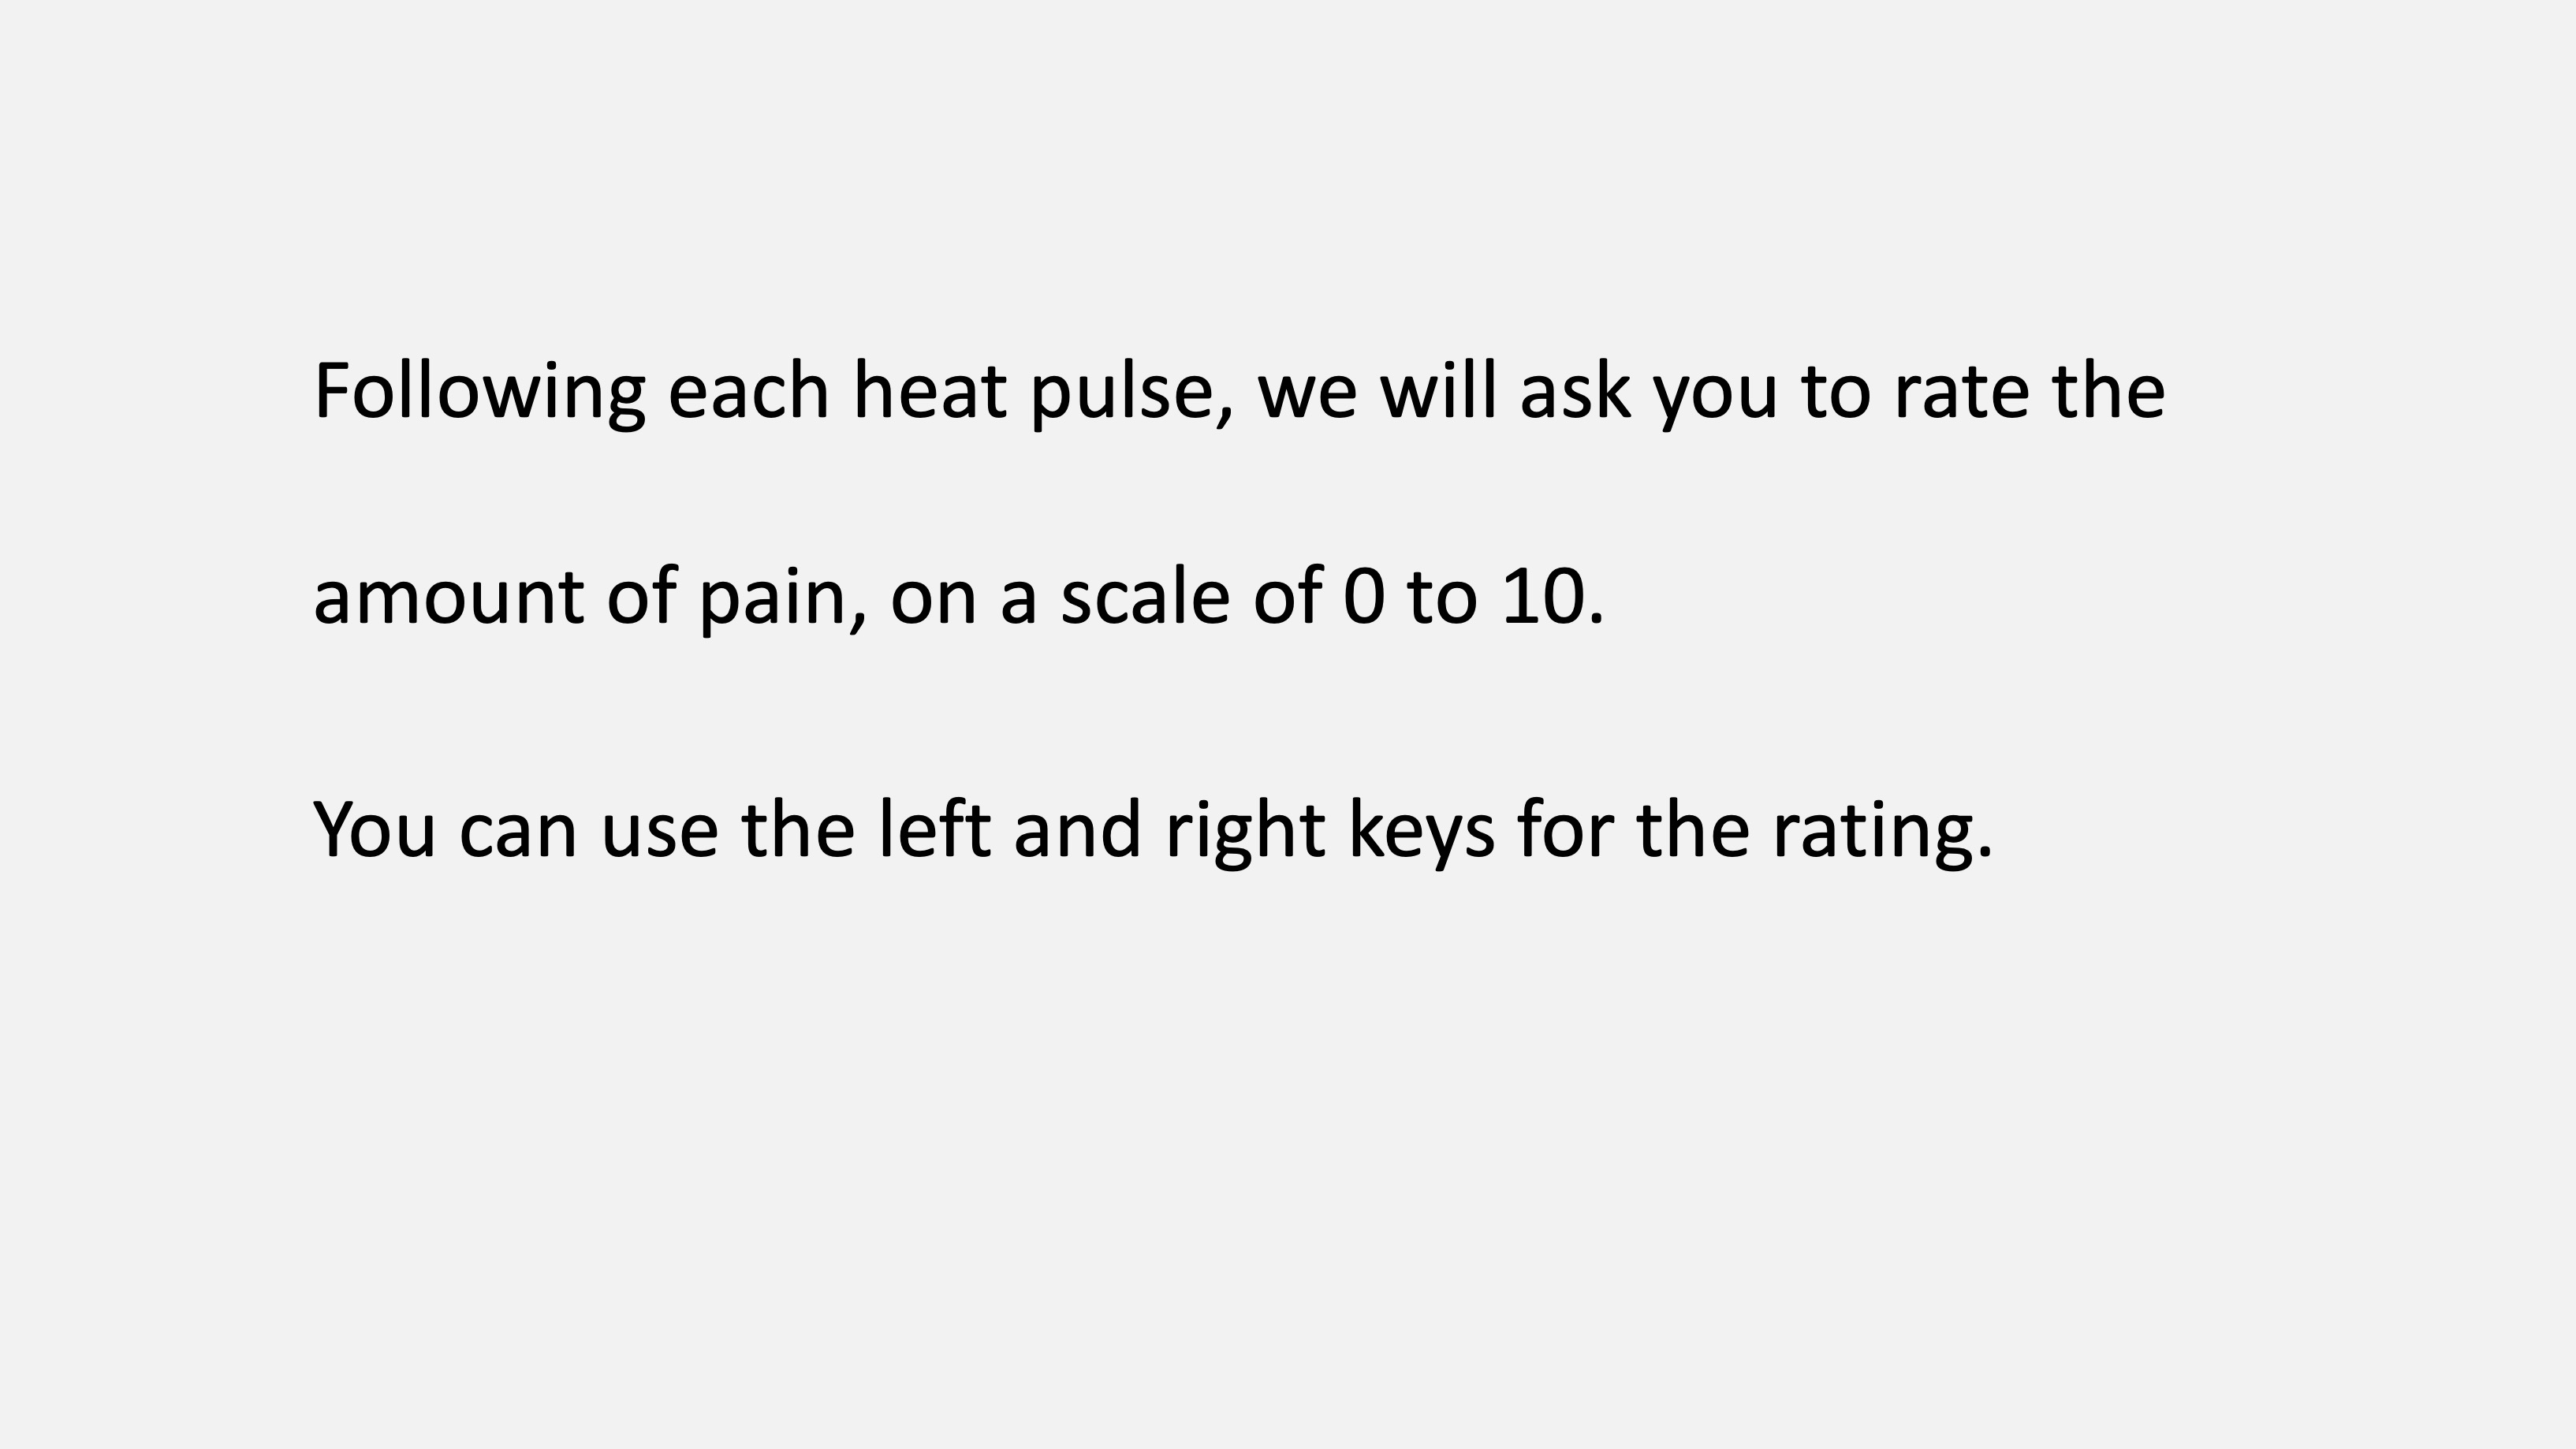 Following each heat pulse, we will ask you to rate the
amount of pain, on a scale of 0 to 10.
You can use the left and right keys for the rating.